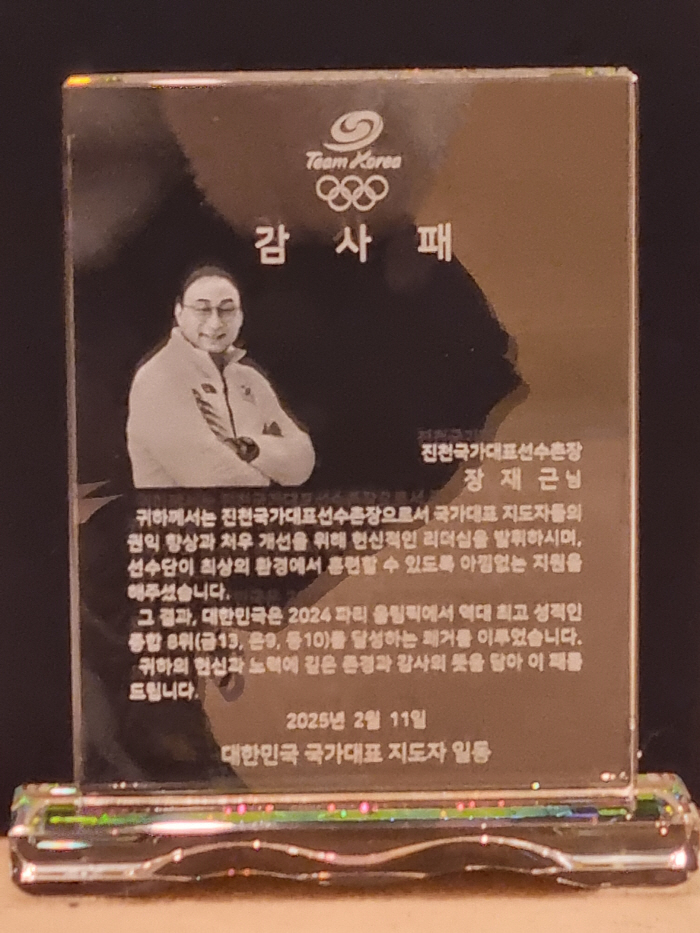 Team Korea
감 사 패
진천국가대표선수촌장
장 재 근님
귀하께서는 진천국가대표선수촌장으로서 국가대표 지도자들의
권익 향상과 처우 개선을 위해 헌신적인 리더십을 발휘하시며,
선수단이 최상의 환경에서 훈련할 수 있도록 아낌없는 지원을
해주셨습니다.
그 결과, 대한민국은 2024 파리 올림픽에서 역대 최고 성적인
종합 8위(금13, 은9, 동10)를 달성하는 쾌거를 이루었습니다.
귀하의 헌신과 노력에 깊은 존경과 감사의 뜻을 담아 이 패를
드립니다.
2025년 2월 11일
대한민국 국가대표 지도자 일동